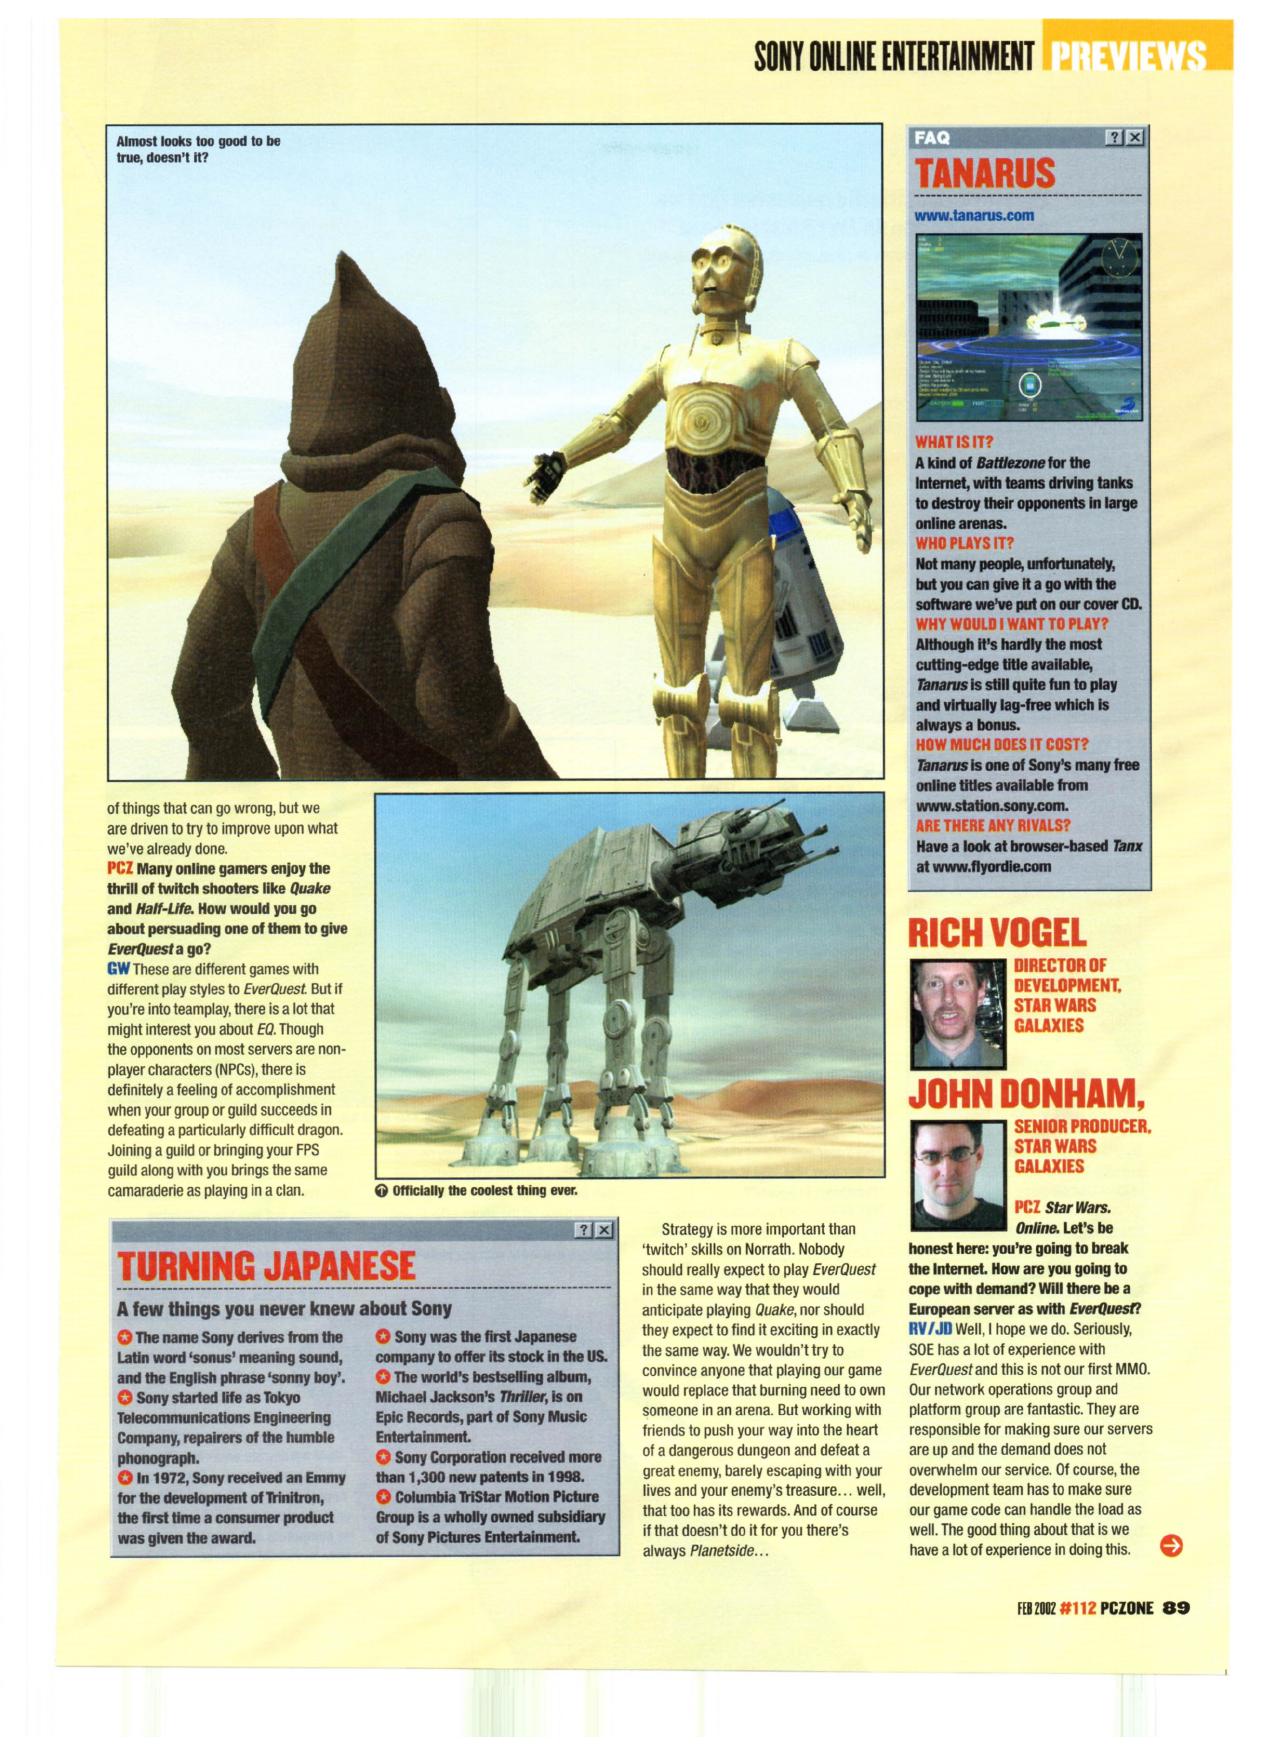 SONY ONLINE ENTERTAINMENT PREVIEWS
Almost looks too good to be
true, doesn't it?
of things that can go wrong, but we
are driven to try to improve upon what
we've already done.
PCZ Many online gamers enjoy the
thrill of twitch shooters like Quake
and Half-Life. How would you go
about persuading one of them to give
EverQuest a go?
GW These are different games with
different play styles to EverQuest. But if
you're into teamplay, there is a lot that
might interest you about EQ. Though
the opponents on most servers are non-
player characters (NPCs), there is
definitely a feeling of accomplishment
when your group or guild succeeds in
defeating a particularly difficult dragon.
Joining a guild or bringing your FPS
guild along with you brings the same
camaraderie as playing in a clan.
Officially the coolest thing ever.
TURNING JAPANESE
A few things you never knew about Sony
The name Sony derives from the
Latin word 'sonus' meaning sound,
and the English phrase 'sonny boy'.
Sony started life as Tokyo
Telecommunications Engineering
Company, repairers of the humble
phonograph.
In 1972, Sony received an Emmy
for the development of Trinitron,
the first time a consumer product
was given the award.
Sony was the first Japanese
company to offer its stock in the US.
The world's bestselling album,
Michael Jackson's Thriller, is on
Epic Records, part of Sony Music
Entertainment.
Sony Corporation received more
than 1,300 new patents in 1998.
Columbia TriStar Motion Picture
Group is a wholly owned subsidiary
of Sony Pictures Entertainment.
Strategy is more important than
'twitch' skills on Norrath. Nobody
should really expect to play EverQuest
in the same way that they would
anticipate playing Quake, nor should
they expect to find it exciting in exactly
the same way. We wouldn't try to
convince anyone that playing our game
would replace that burning need to own
someone in an arena. But working with
friends to push your way into the heart
of a dangerous dungeon and defeat a
great enemy, barely escaping with your
lives and your enemy's treasure... well,
that too has its rewards. And of course
if that doesn't do it for you there's
always Planetside...
FAQ
TANARUS
www.tanarus.com
WHAT IS IT?
A kind of Battlezone for the
Internet, with teams driving tanks
to destroy their opponents in large
online arenas.
WHO PLAYS IT?
Not many people, unfortunately,
but you can give it a go with the
software we've put on our cover CD.
WHY WOULD I WANT TO PLAY?
Although it's hardly the most
cutting-edge title available,
Tanarus is still quite fun to play
and virtually lag-free which is
always a bonus.
HOW MUCH DOES IT COST?
Tanarus is one of Sony's many free
online titles available from
www.station.sony.com.
ARE THERE ANY RIVALS?
Have a look at browser-based Tanx
at www.flyordie.com
RICH VOGEL
DIRECTOR OF
DEVELOPMENT,
STAR WARS
GALAXIES
JOHN DONHAM,
SENIOR PRODUCER,
STAR WARS
GALAXIES
PCZ Star Wars.
Online. Let's be
honest here: you're going to break
the Internet. How are you going to
cope with demand? Will there be a
European server as with EverQuest?
RV/JD Well, I hope we do. Seriously,
SOE has a lot of experience with
EverQuest and this is not our first MMO.
Our network operations group and
platform group are fantastic. They are
responsible for making sure our servers
are up and the demand does not
overwhelm our service. Of course, the
development team has to make sure
our game code can handle the load as
well. The good thing about that is we
have a lot of experience in doing this.
FEB 2002 #112 PCZONE 89